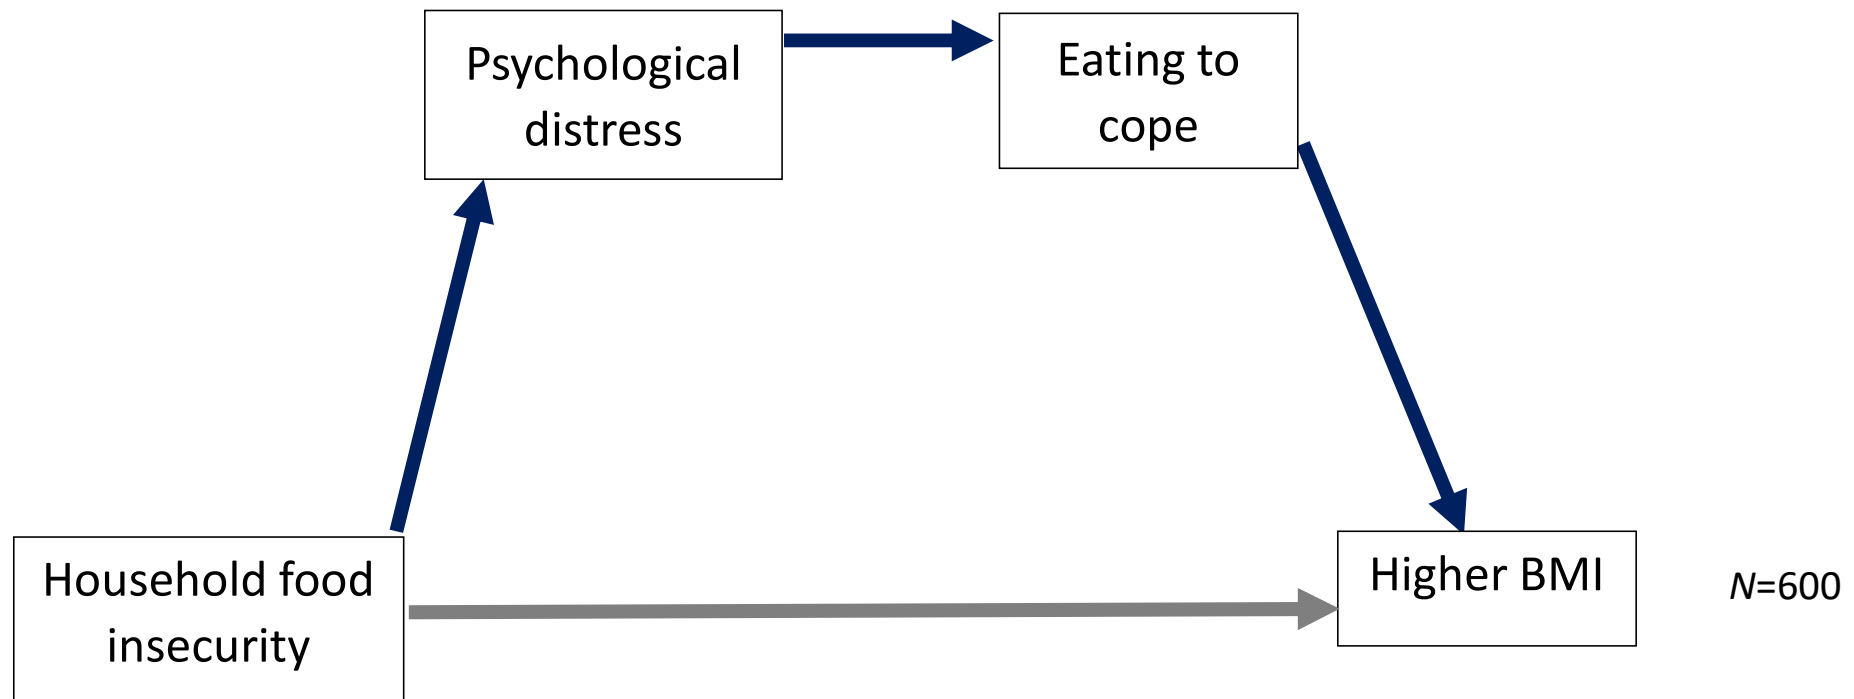 Psychological
distress
Eating to
cope
Household food
insecurity
Higher BMI
N=600